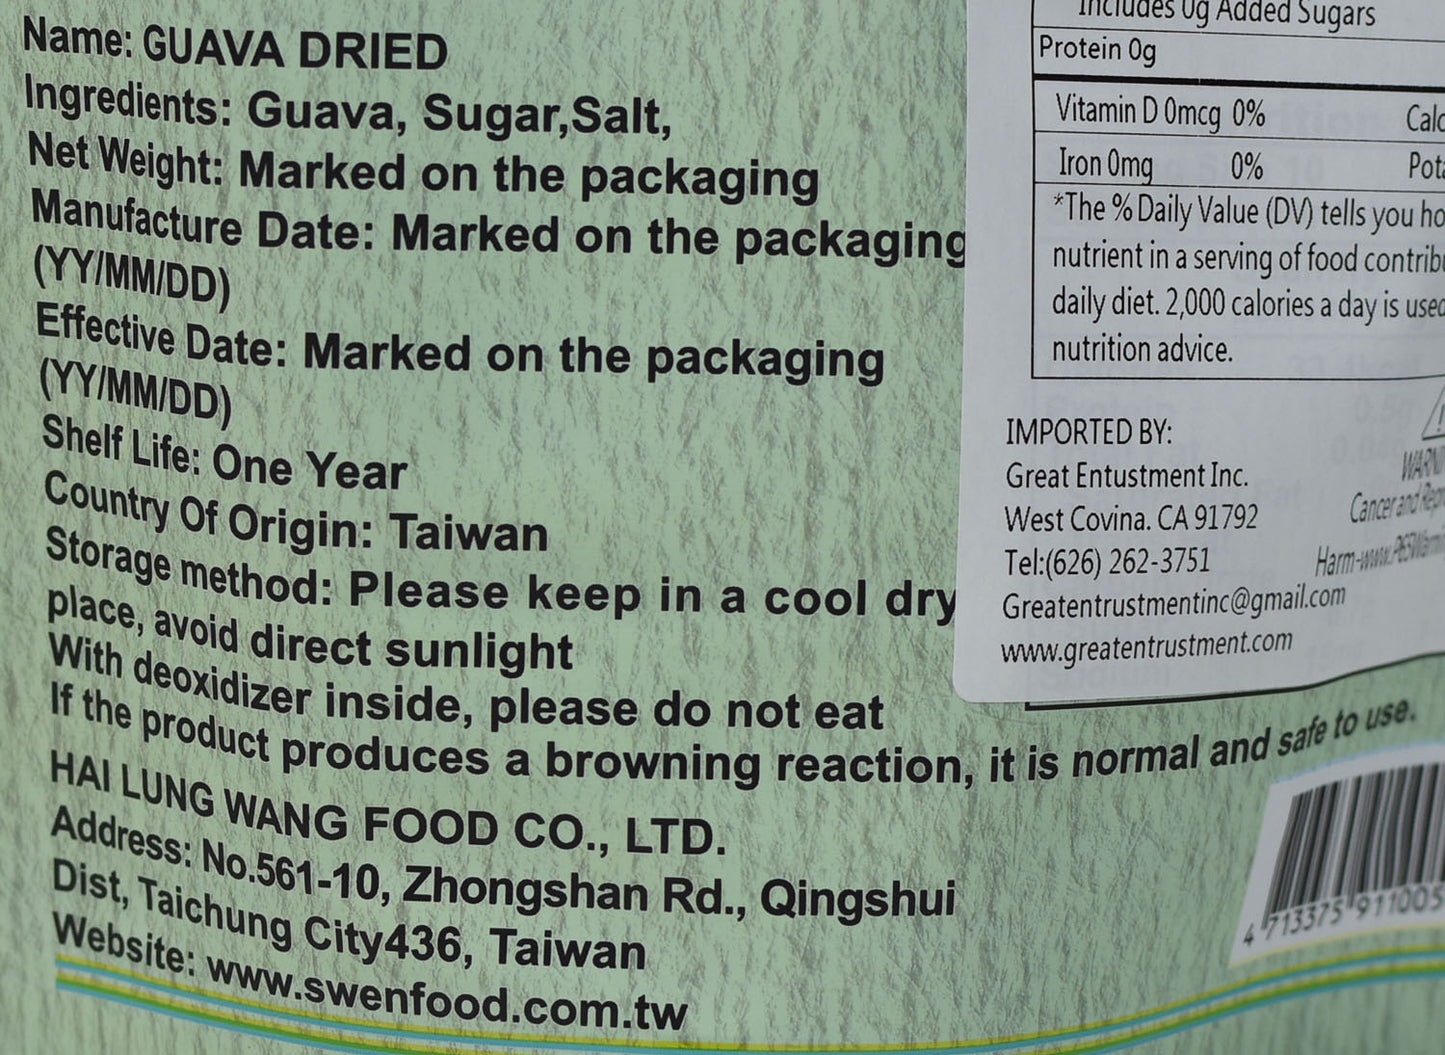 Name: GUAVA DRIED
Ingredients: Guava, Sugar,Salt,
Net Weight: Marked on the packaging
Manufacture Date: Marked on the packaging
(YY/MM/DD)
Effective Date: Marked on the packaging
(YY/MM/DD)
Shelf Life: One Year
Country Of Origin: Taiwan
Storage method: Please keep in a cool dry
place, avoid direct sunlight
With deoxidizer inside, please do not eat
If the product produces a browning reaction, it is normal and safe to use.
HAI LUNG WANG FOOD CO., LTD.
Address: No.561-10, Zhongshan Rd., Qingshui
Dist, Taichung City436, Taiwan
Website: www.swenfood.com.tw
Includes 0g Added Sugars
Protein 0g
Vitamin D 0mcg 0%
Iron 0mg 0%
*The % Daily Value (DV) tells you
nutrient in a serving of food
daily diet. 2,000 calories a day is
nutrition advice.
IMPORTED BY:
Great Entustment Inc.
West Covina. CA 91792
Tel:(626) 262-3751
Greatentrustmentinc@gmail.com
www.greatentrustment.com
Cancer and
4 713375 911005